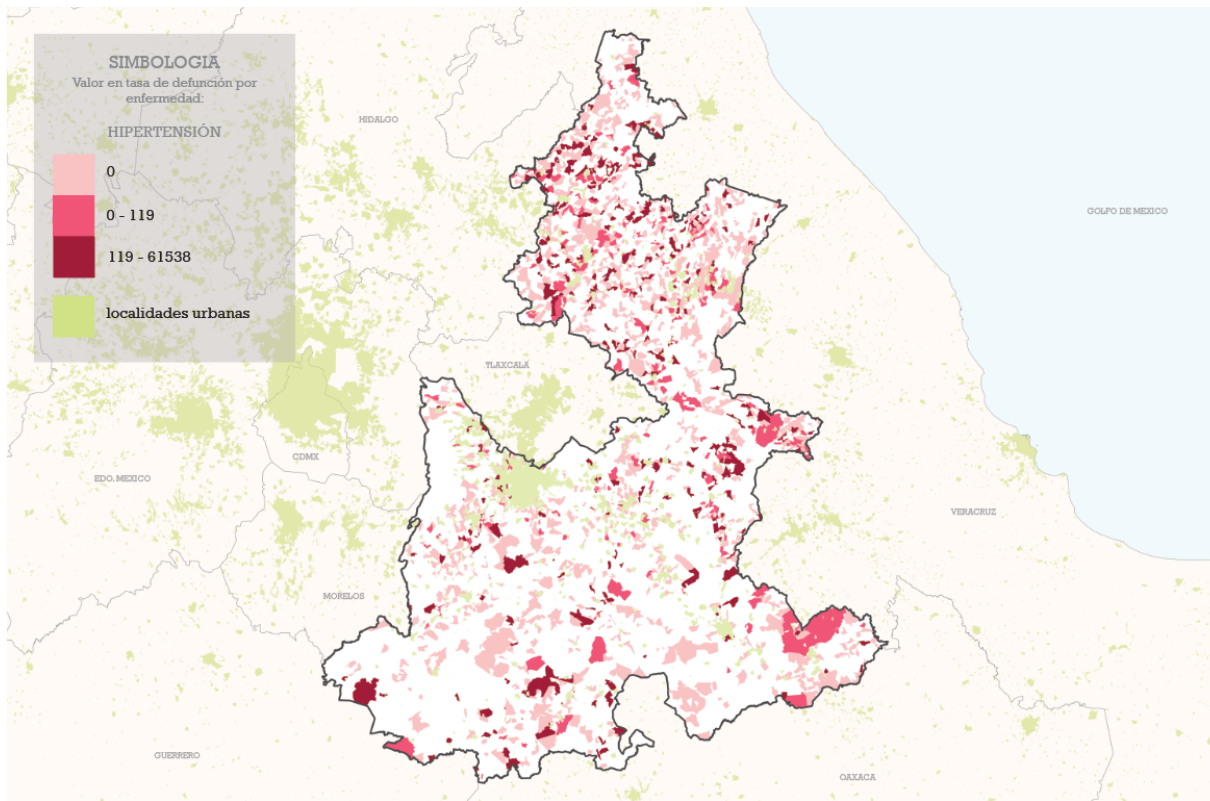 SIMBOLOGIA
Valor en tasa de defunción por
enfermedad:
HIPERTENSIÓN
0
0 - 119
119 - 61538
localidades urbanas
HIDALGO
GOLFO DE MEXICO
TLAXCALA
CDMX
EDO. MEXICO
VERACRUZ
MORELOS
GUERRERO
OAXACA